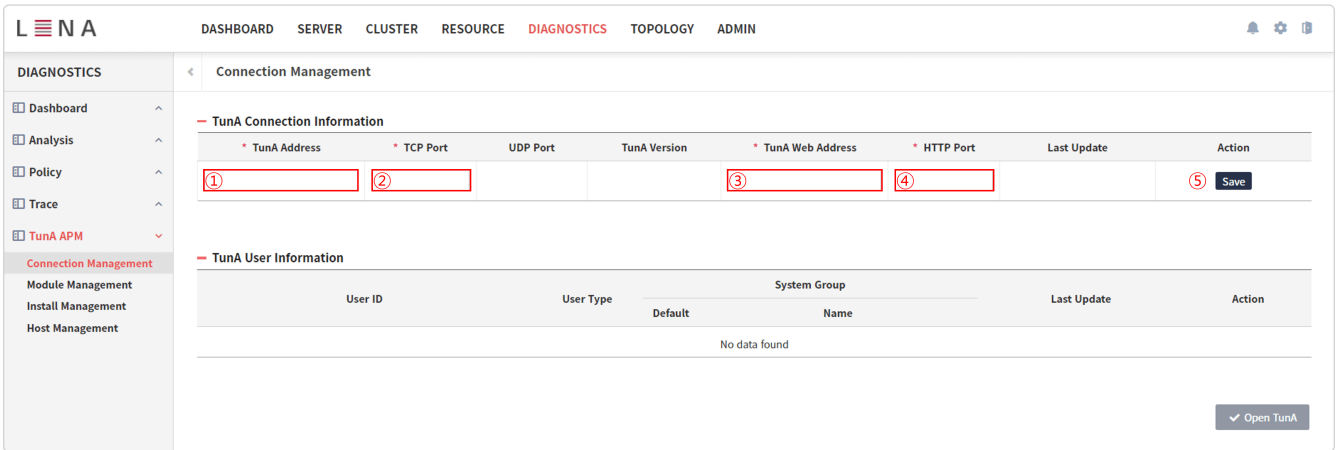 LENA
DASHBOARD SERVER CLUSTER RESOURCE DIAGNOSTICS TOPOLOGY ADMIN
DIAGNOSTICS
Connection Management
Dashboard
Analysis
Policy
Trace
TunA APM
Connection Management
Module Management
Install Management
Host Management
TunA Connection Information
* TunA Address * TCP Port UDP Port TunA Version * TunA Web Address * HTTP Port Last Update Action
① ② ③ ④ ⑤ Save
TunA User Information
User ID User Type System Group Last Update Action
Default Name
No data found
Open TunA